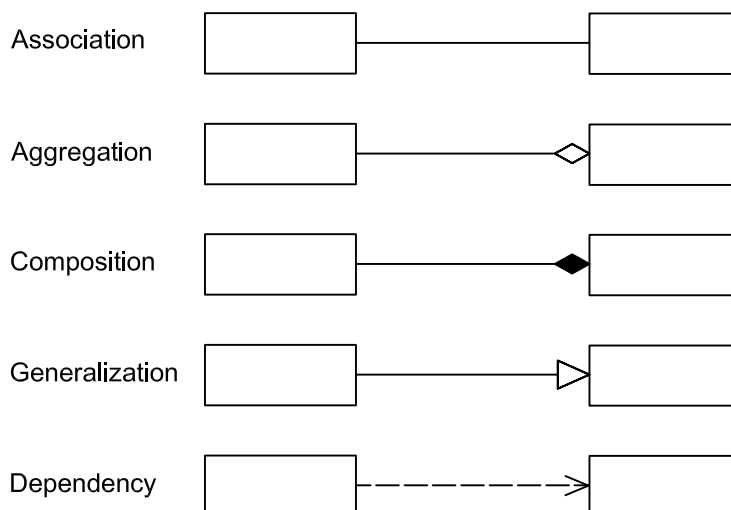 Association
Aggregation
Composition
Generalization
Dependency